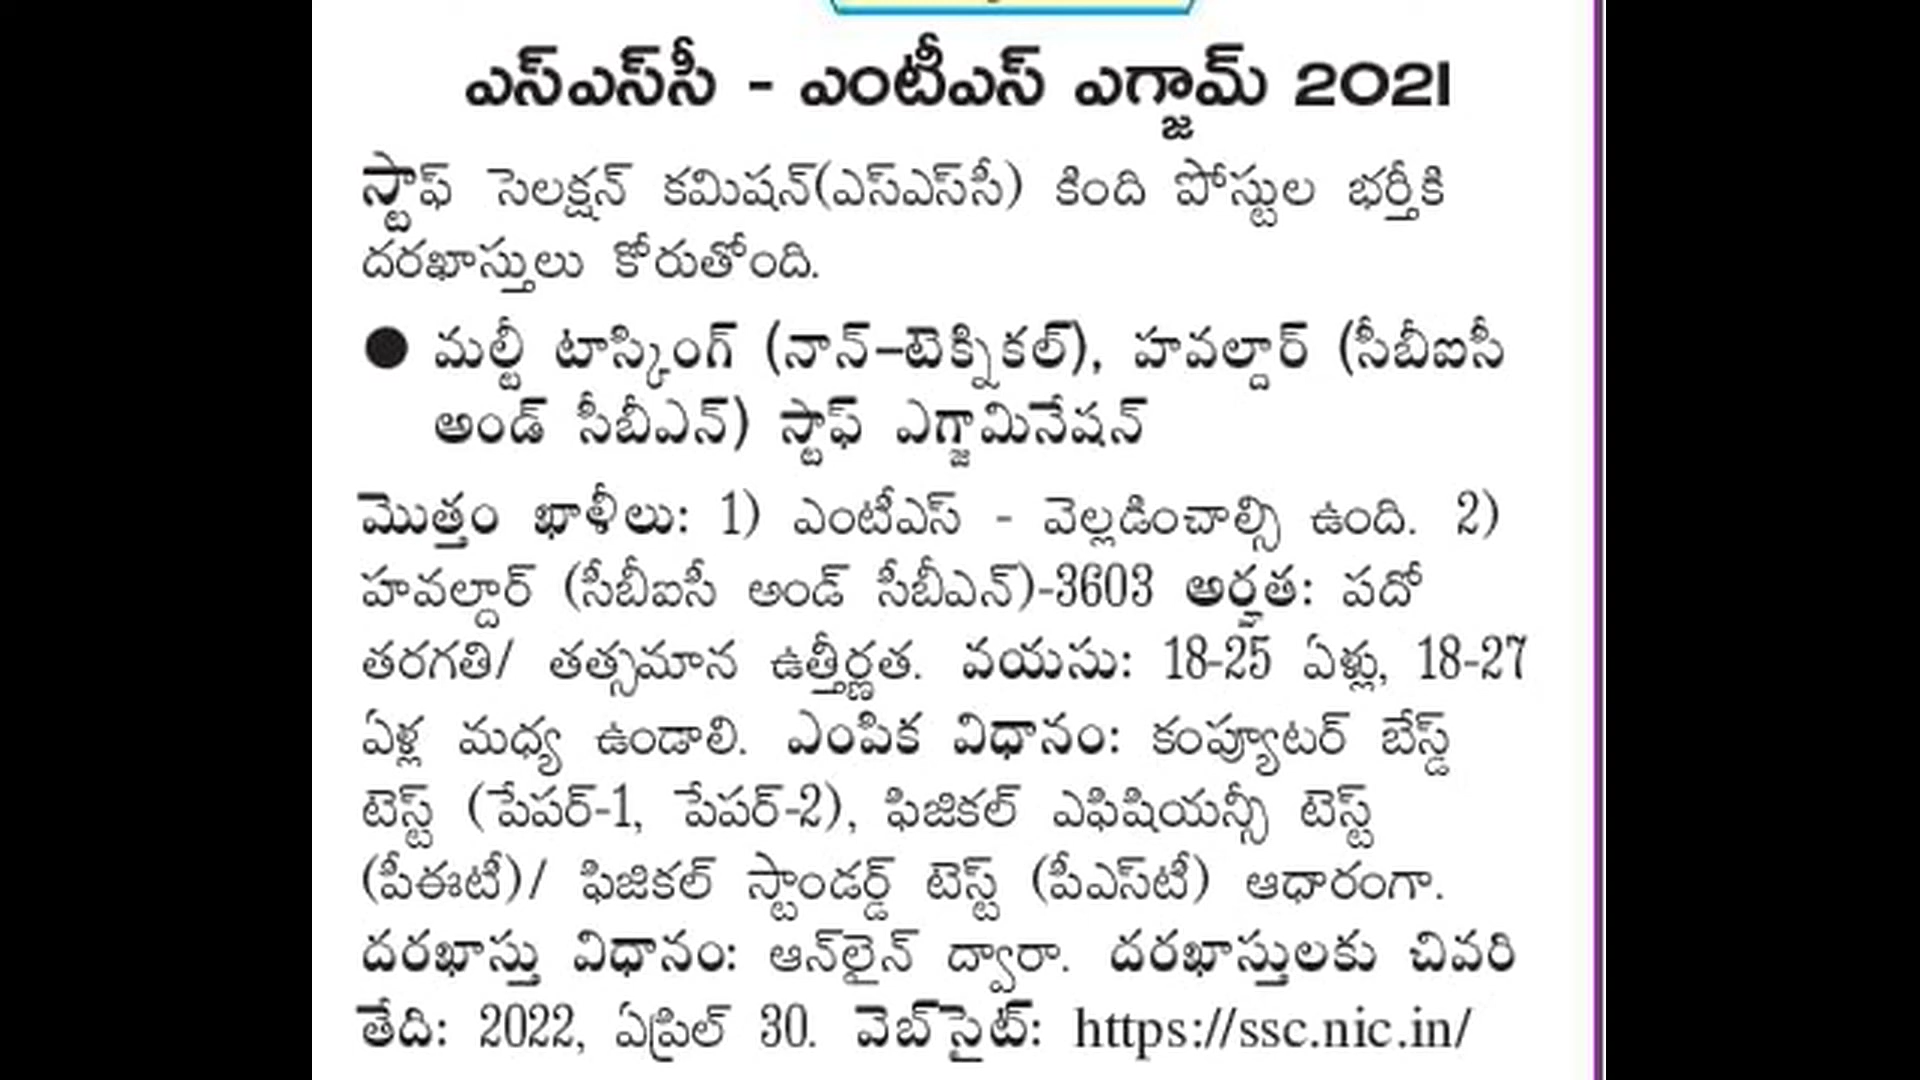 ఎస్ఎస్‌సీ - ఎంటీఎస్ ఎగ్జామ్ 2021
స్టాఫ్ సెలక్షన్ కమిషన్(ఎస్ఎస్‌సీ) కింది పోస్టుల భర్తీకి
దరఖాస్తులు కోరుతోంది.
● మల్టీ టాస్కింగ్ (నాన్–టెక్నికల్), హవల్దార్ (సీబీఐసీ
అండ్ సీబీఎన్) స్టాఫ్ ఎగ్జామినేషన్
మొత్తం ఖాళీలు: 1) ఎంటీఎస్ - వెల్లడించాల్సి ఉంది. 2)
హవల్దార్ (సీబీఐసీ అండ్ సీబీఎన్)-3603 అర్హత: పదో
తరగతి/ తత్సమాన ఉత్తీర్ణత. వయసు: 18-25 ఏళ్లు, 18-27
ఏళ్ల మధ్య ఉండాలి. ఎంపిక విధానం: కంప్యూటర్ బేస్డ్
టెస్ట్ (పేపర్-1, పేపర్-2), ఫిజికల్ ఎఫిషియన్సీ టెస్ట్
(పీఈటీ)/ ఫిజికల్ స్టాండర్డ్ టెస్ట్ (పీఎస్‌టీ) ఆధారంగా.
దరఖాస్తు విధానం: ఆన్‌లైన్ ద్వారా. దరఖాస్తులకు చివరి
తేది: 2022, ఏప్రిల్ 30. వెబ్‌సైట్: https://ssc.nic.in/